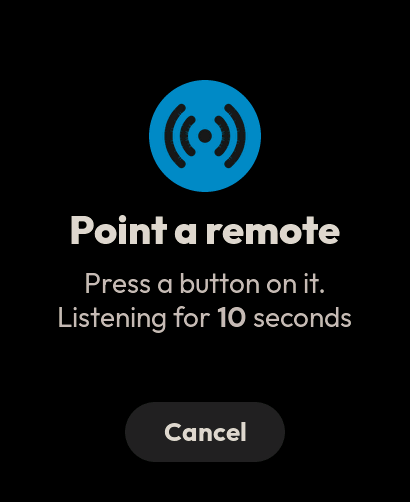 Point a remote
Press a button on it.
Listening for 10 seconds
Cancel